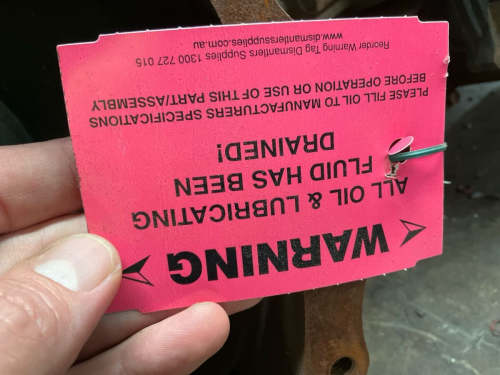 WARNING
ALL OIL & LUBRICATING
FLUID HAS BEEN
DRAINED!
PLEASE FILL OIL TO MANUFACTURERS SPECIFICATIONS
BEFORE OPERATION OR USE OF THIS PART/ASSEMBLY
Reorder Warning Tag Dismantlers Supplies 1300 727 015
www.dismantlerssupplies.com.au